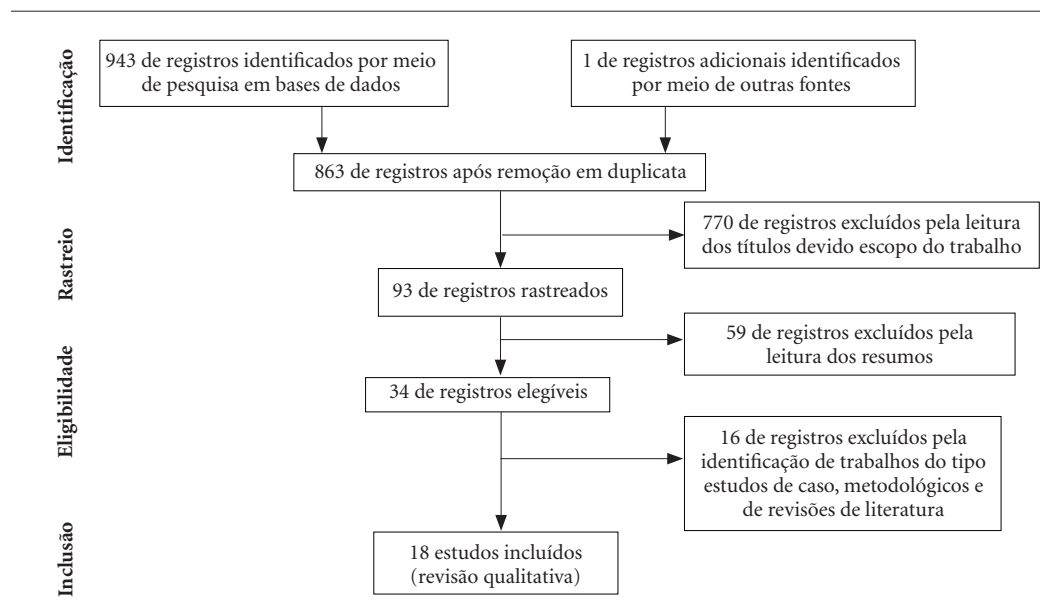 Identificação
943 de registros identificados por meio
de pesquisa em bases de dados
1 de registros adicionais identificados
por meio de outras fontes
863 de registros após remoção em duplicata
Rastreio
770 de registros excluídos pela leitura
dos títulos devido escopo do trabalho
93 de registros rastreados
Eligibilidade
59 de registros excluídos pela
leitura dos resumos
34 de registros elegíveis
16 de registros excluídos pela
identificação de trabalhos do tipo
estudos de caso, metodológicos e
de revisões de literatura
Inclusão
18 estudos incluídos
(revisão qualitativa)